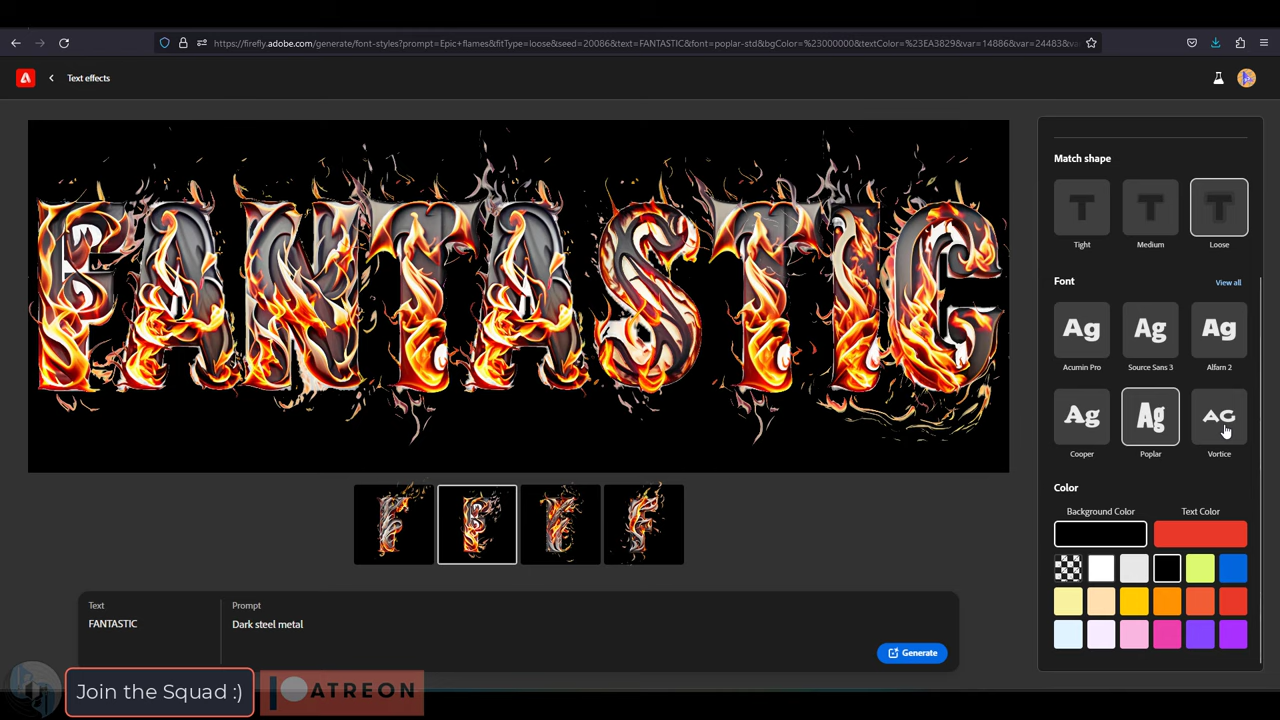 https://firefly.adobe.com/generate/font-styles?prompt=Epic+flames&fitType=loose&seed=20086&text=FANTASTIC&font=poplar-std&bgColor=%23000000&textColor=%23EA3829&var=14886&var=24483&va
Text effects
FANTASTIC
Match shape
T T T
Tight Medium Loose
Font View all
Ag Ag Ag
Acumin Pro Source Sans 3 Alfarn 2
Ag Ag AG
Cooper Poplar Vortice
Color
Background Color Text Color
F F F F
Text Prompt
FANTASTIC Dark steel metal
Generate
Join the Squad :)
PATREON